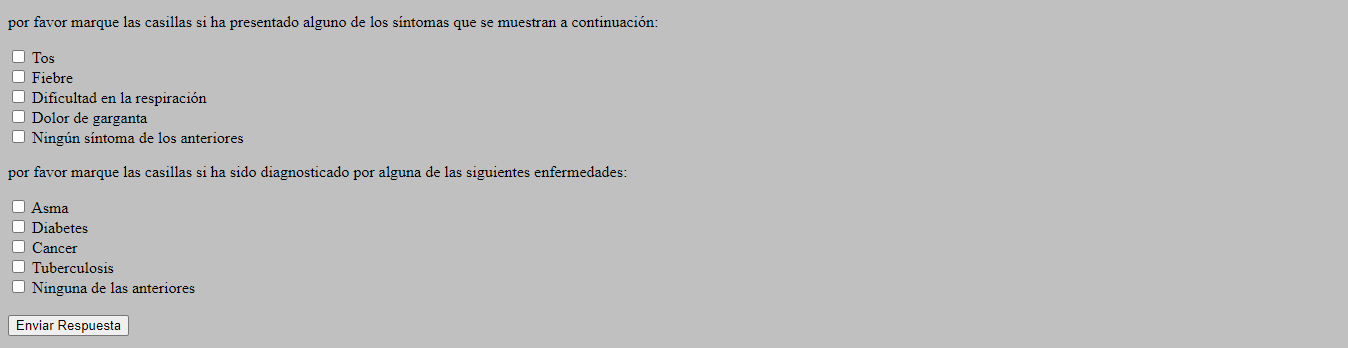 por favor marque las casillas si ha presentado alguno de los síntomas que se muestran a continuación:
Tos
Fiebre
Dificultad en la respiración
Dolor de garganta
Ningún síntoma de los anteriores
por favor marque las casillas si ha sido diagnosticado por alguna de las siguientes enfermedades:
Asma
Diabetes
Cancer
Tuberculosis
Ninguna de las anteriores
Enviar Respuesta